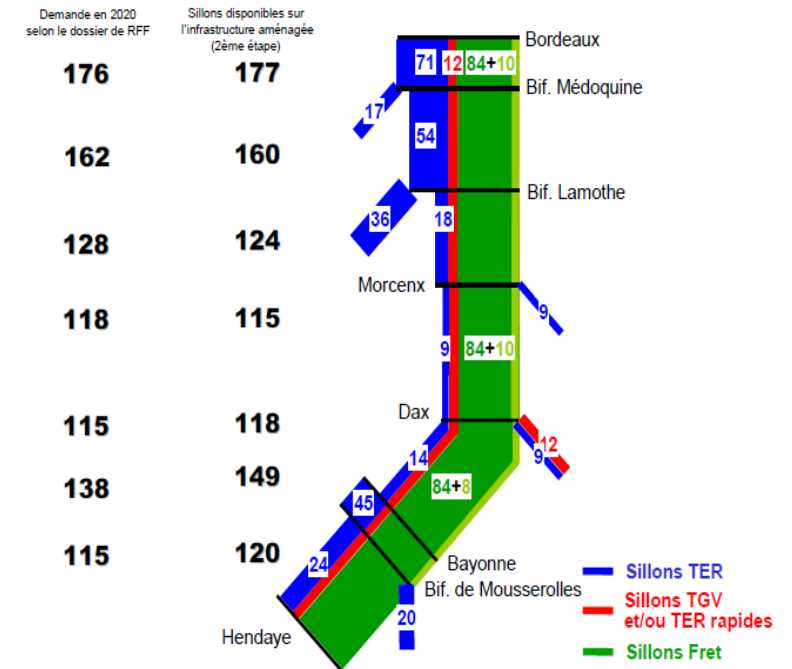 Demande en 2020
selon le dossier de RFF
Sillons disponibles sur
l'infrastructure aménagée
(2ème étape)
Bordeaux
176
177
71
12
84+10
Bif. Médoquine
17
54
162
160
Bif. Lamothe
36
18
128
124
Morcenx
9
118
115
9
84+10
Dax
115
118
12
9
14
138
149
84+8
45
115
120
24
Bayonne
Bif. de Mousserolles
20
Hendaye
Sillons TER
Sillons TGV
et/ou TER rapides
Sillons Fret